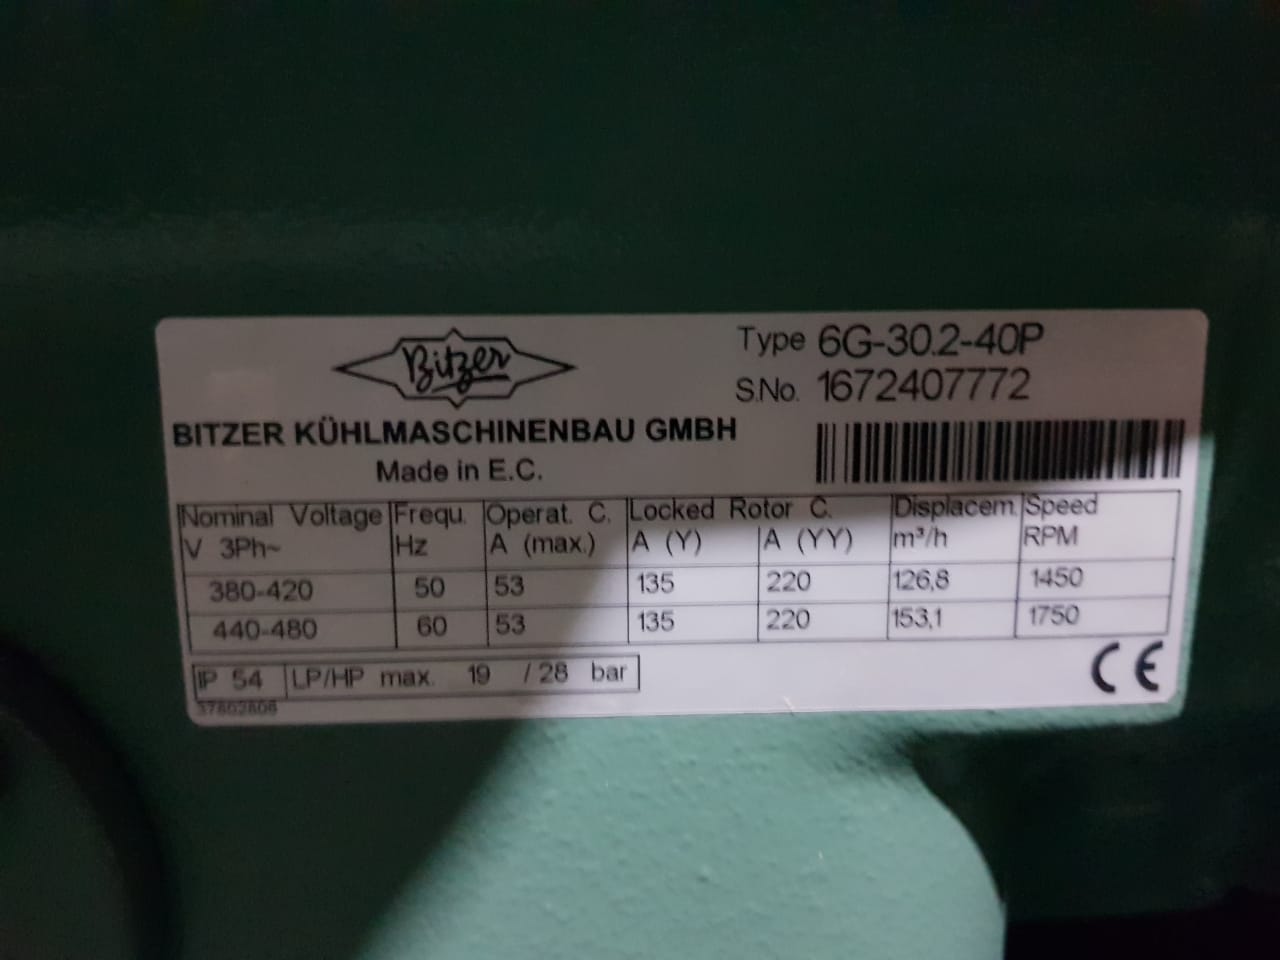 Bitzer
Type 6G-30.2-40P
S.No. 1672407772
BITZER KÜHLMASCHINENBAU GMBH
Made in E.C.
Nominal Voltage Frequ. Operat. C. Locked Rotor C. Displacem. Speed
V 3Ph~ Hz A (max.) A (Y) A (YY) m³/h RPM
380-420 50 53 135 220 126,8 1450
440-480 60 53 135 220 153,1 1750
IP 54 LP/HP max. 19 / 28 bar
CE
37802806